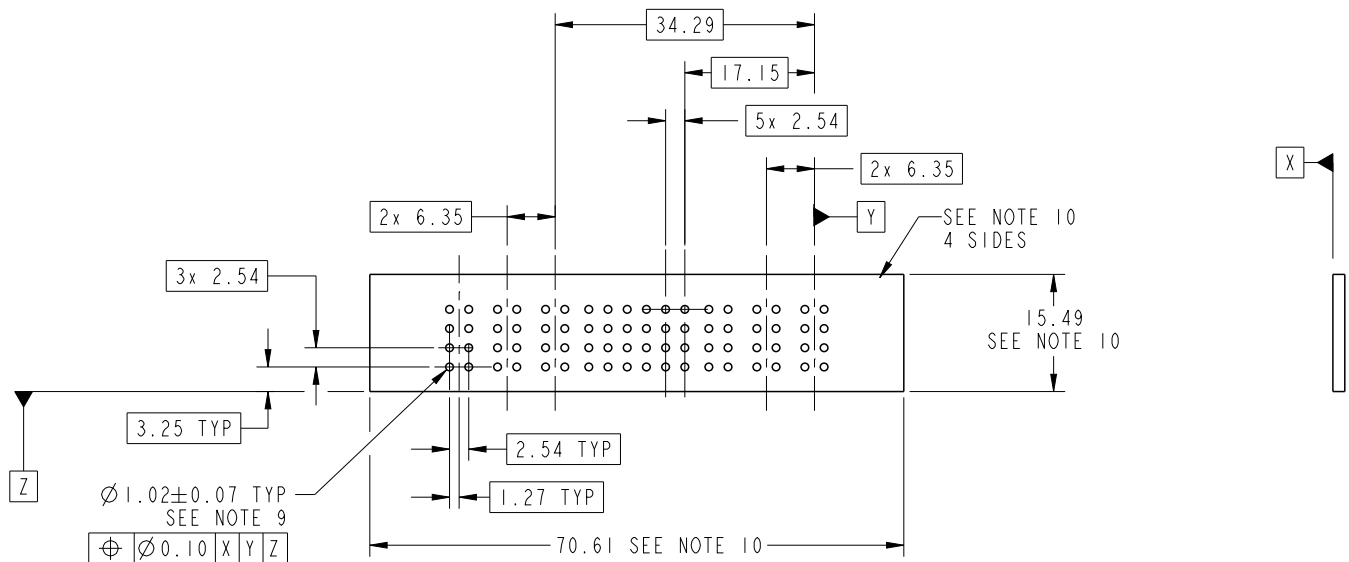 34.29
17.15
5x 2.54
X
2x 6.35
2x 6.35
Y
SEE NOTE 10
4 SIDES
3x 2.54
15.49
SEE NOTE 10
3.25 TYP
2.54 TYP
Z
Ø1.02±0.07 TYP
1.27 TYP
SEE NOTE 9
⌖ Ø0.10 X Y Z
70.61 SEE NOTE 10